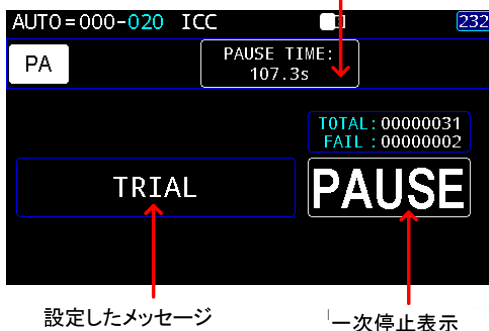 AUTO=000-020 ICC 232
PA
PAUSE TIME:
107.3s
TOTAL:00000031
FAIL :00000002
TRIAL
PAUSE
設定したメッセージ
一次停止表示